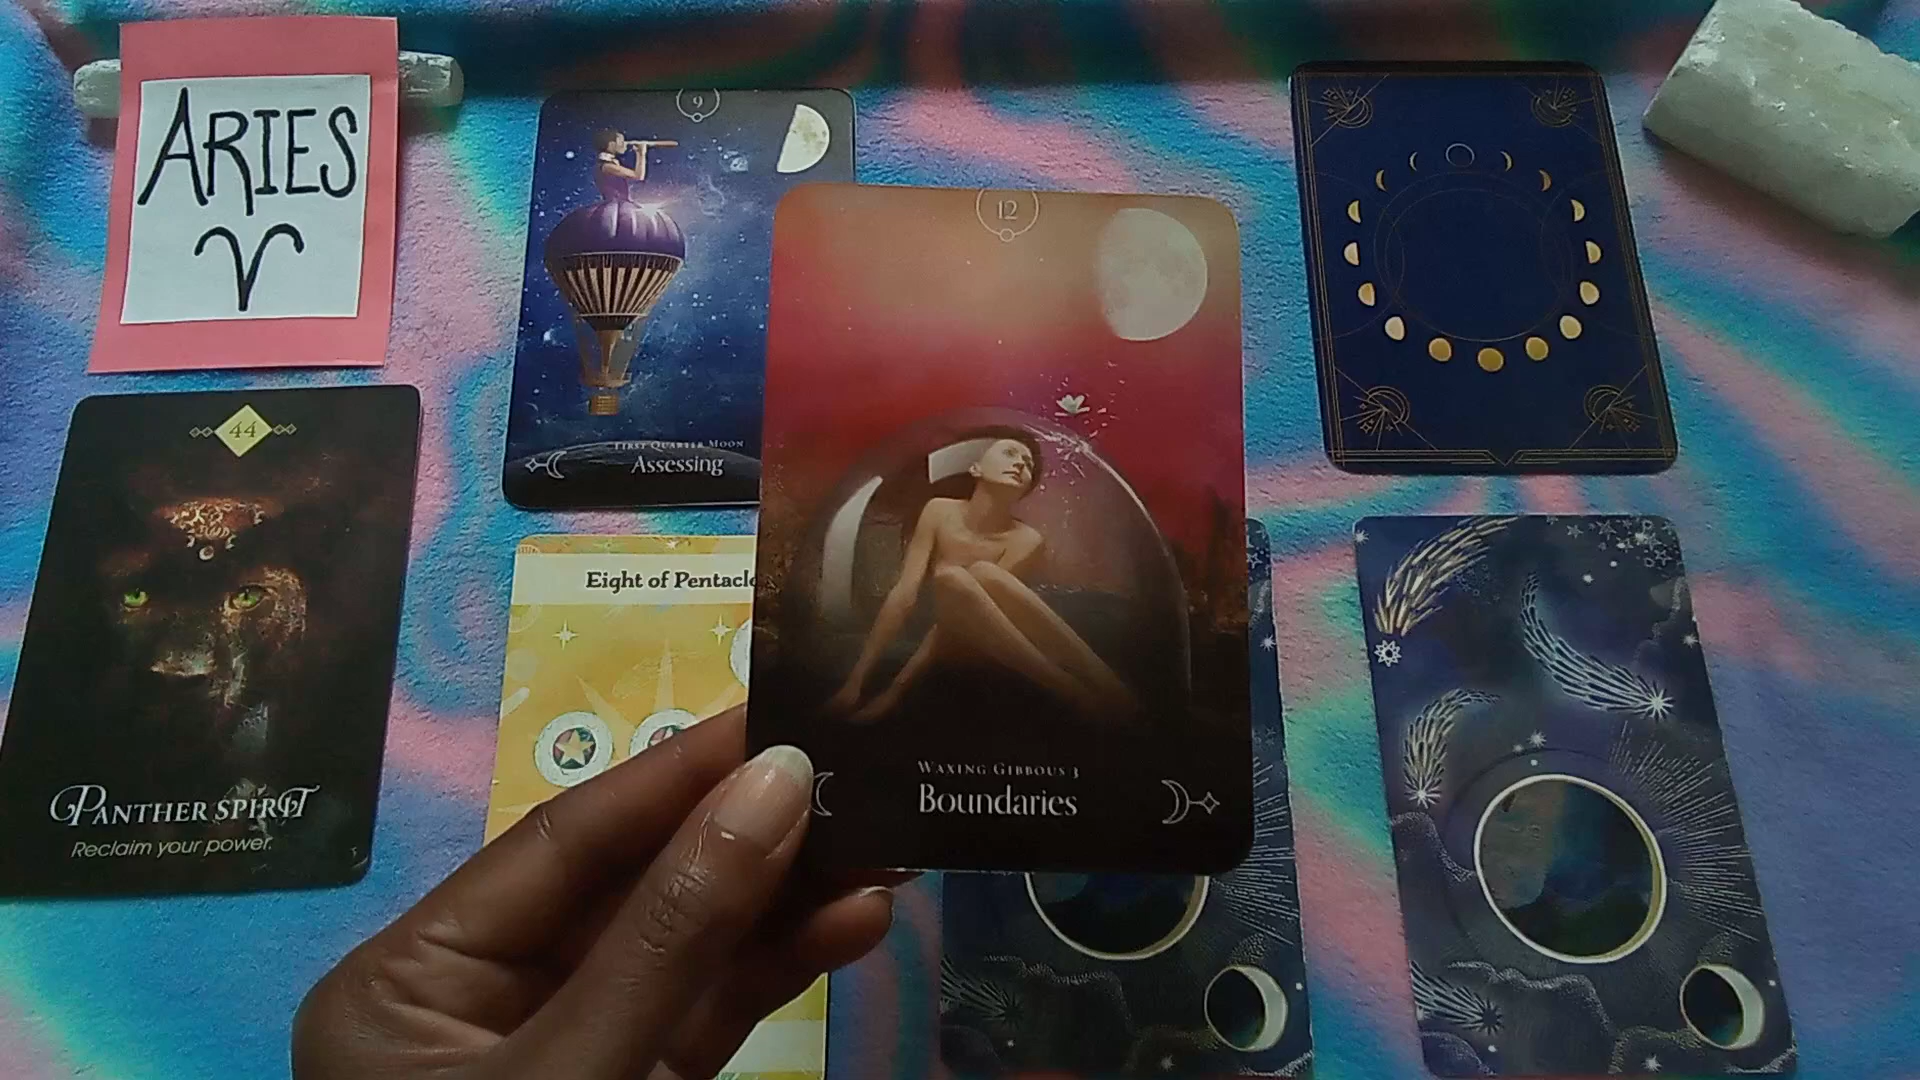 ARIES
♈
9
FIRST QUARTER MOON
Assessing
12
WAXING GIBBOUS 3
Boundaries
44
PANTHER SPIRIT
Reclaim your power.
Eight of Pentacle